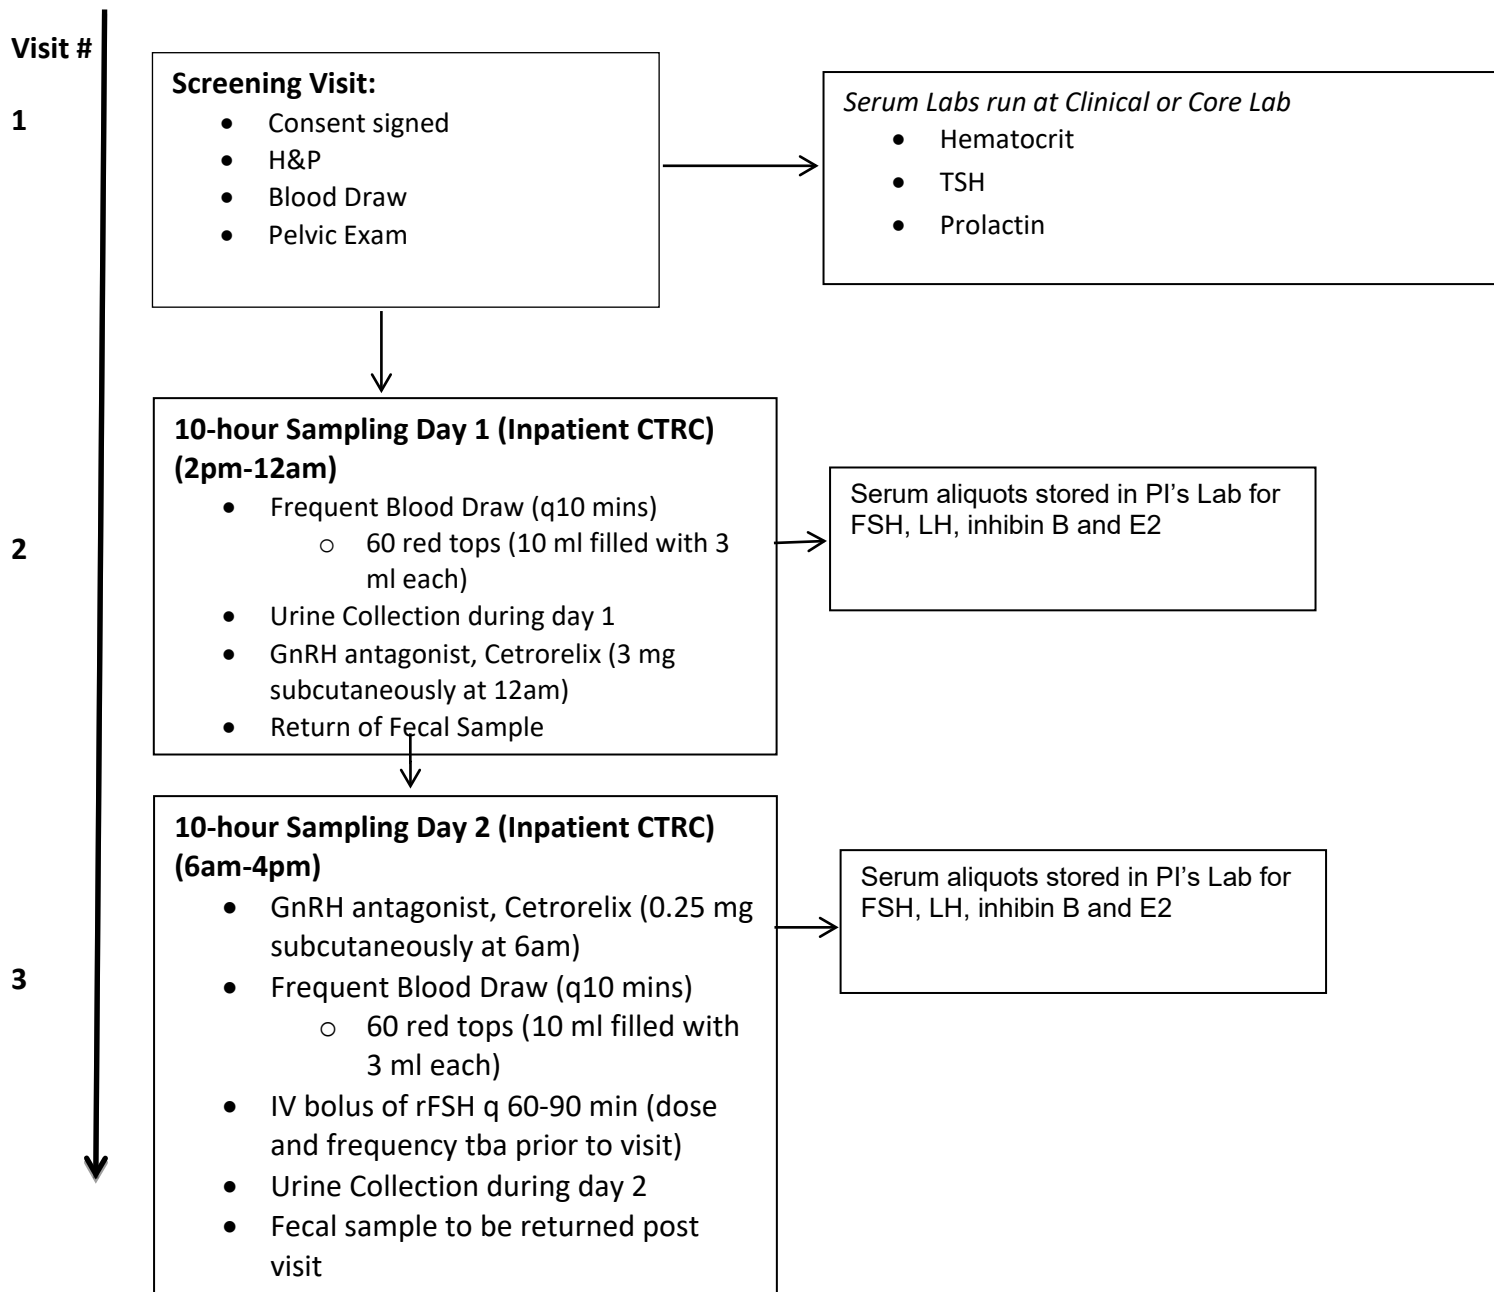 Visit #
1
Screening Visit:
• Consent signed
• H&P
• Blood Draw
• Pelvic Exam
Serum Labs run at Clinical or Core Lab
• Hematocrit
• TSH
• Prolactin
2
10-hour Sampling Day 1 (Inpatient CTRC)
(2pm-12am)
• Frequent Blood Draw (q10 mins)
o 60 red tops (10 ml filled with 3
ml each)
• Urine Collection during day 1
• GnRH antagonist, Cetrorelix (3 mg
subcutaneously at 12am)
• Return of Fecal Sample
Serum aliquots stored in PI's Lab for
FSH, LH, inhibin B and E2
3
10-hour Sampling Day 2 (Inpatient CTRC)
(6am-4pm)
• GnRH antagonist, Cetrorelix (0.25 mg
subcutaneously at 6am)
• Frequent Blood Draw (q10 mins)
o 60 red tops (10 ml filled with
3 ml each)
• IV bolus of rFSH q 60-90 min (dose
and frequency tba prior to visit)
• Urine Collection during day 2
• Fecal sample to be returned post
visit
Serum aliquots stored in PI's Lab for
FSH, LH, inhibin B and E2